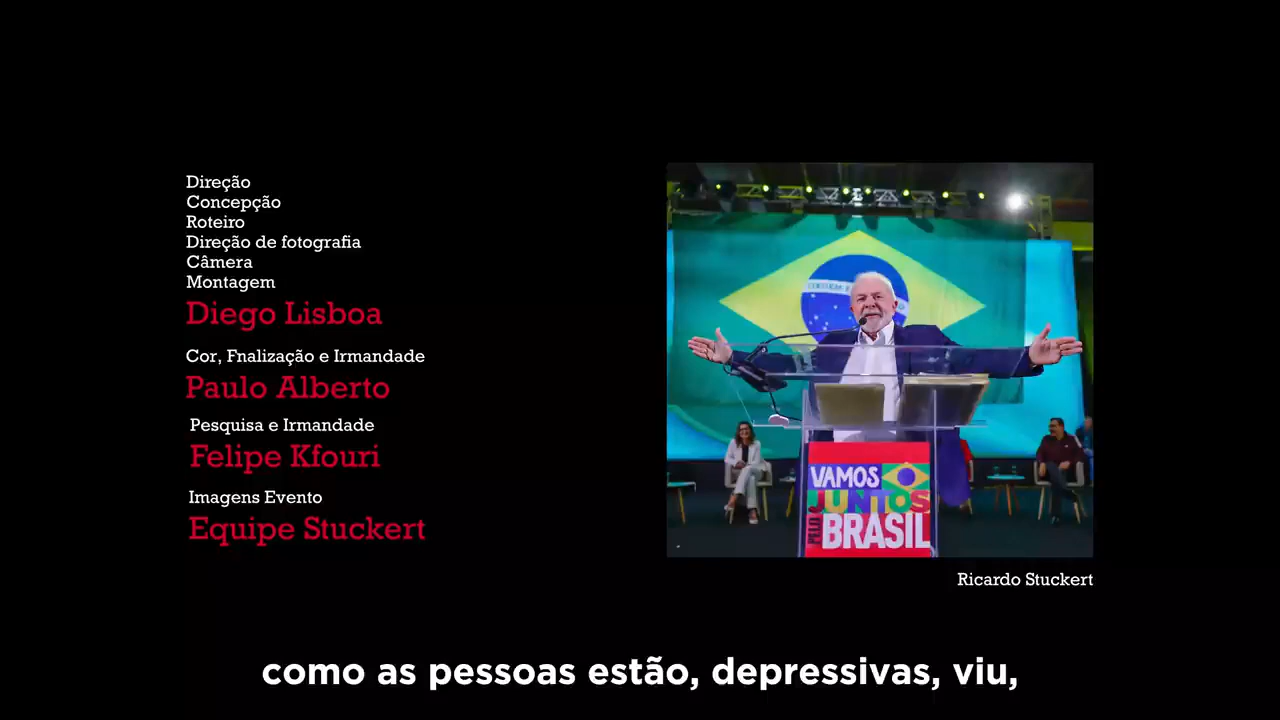 Direção
Concepção
Roteiro
Direção de fotografia
Câmera
Montagem
Diego Lisboa
Cor, Fnalização e Irmandade
Paulo Alberto
Pesquisa e Irmandade
Felipe Kfouri
Imagens Evento
Equipe Stuckert
VAMOS
JUNTOS
PELO
BRASIL
Ricardo Stuckert
como as pessoas estão, depressivas, viu,